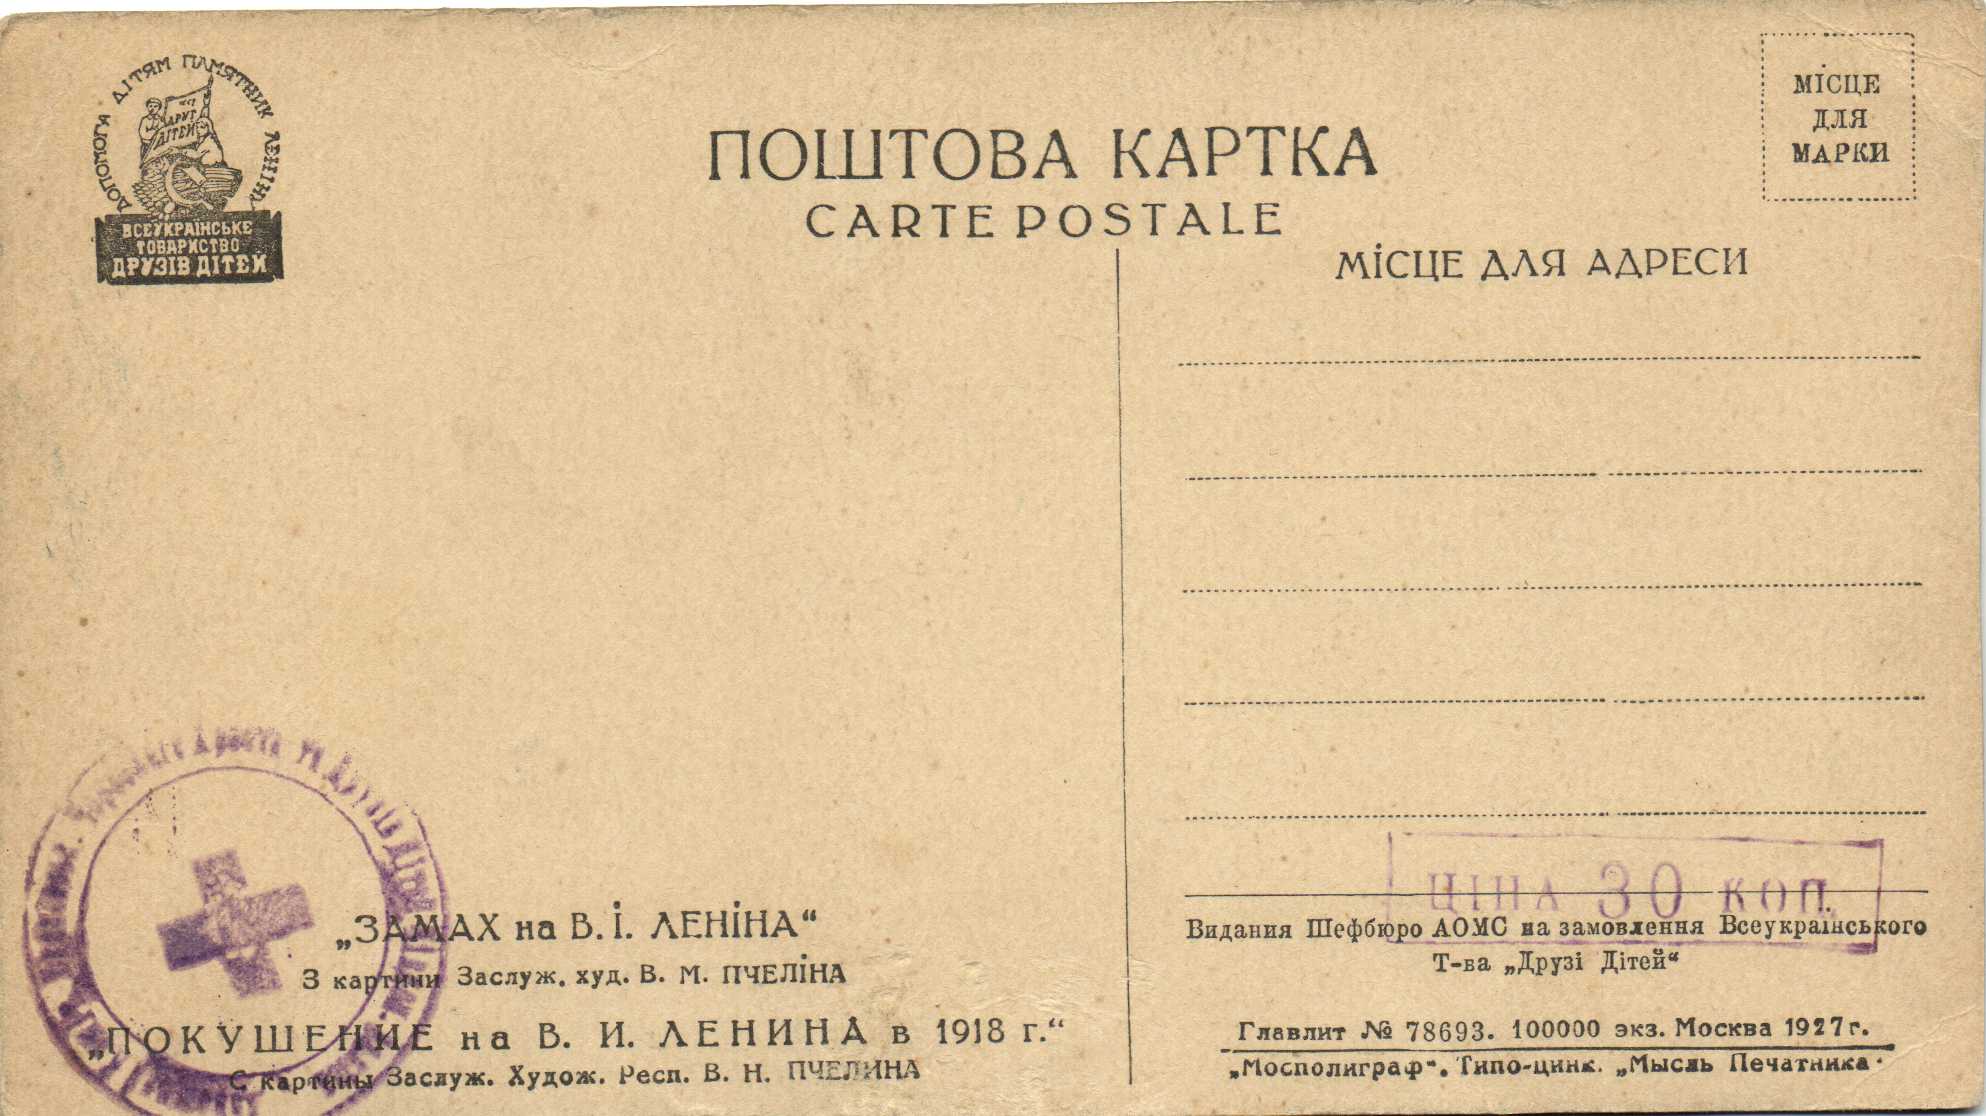 ДОПОМОГА ДІТЯМ ПАМЯТНИК ЛЕНІНУ
ДРУГ
ДІТЕЙ
ВСЕУКРАЇНСЬКЕ
ТОВАРИСТВО
ДРУЗІВ ДІТЕЙ
ПОШТОВА КАРТКА
CARTE POSTALE
МІСЦЕ
ДЛЯ
МАРКИ
МІСЦЕ ДЛЯ АДРЕСИ
„ЗАМАХ на В. І. ЛЕНІНА“
З картини Заслуж. худ. В. М. ПЧЕЛІНА
„ПОКУШЕНИЕ на В. И. ЛЕНИНА в 1918 г.“
С картины Заслуж. Худож. Респ. В. Н. ПЧЕЛИНА
ЦІНА 30 КОП.
Видання Шефбюро АОМС на замовлення Всеукраїнського
Т-ва „Друзі Дітей“
Главлит № 78693. 100000 экз. Москва 1927 г.
„Мосполиграф“. Типо-цинк. „Мысль Печатника“